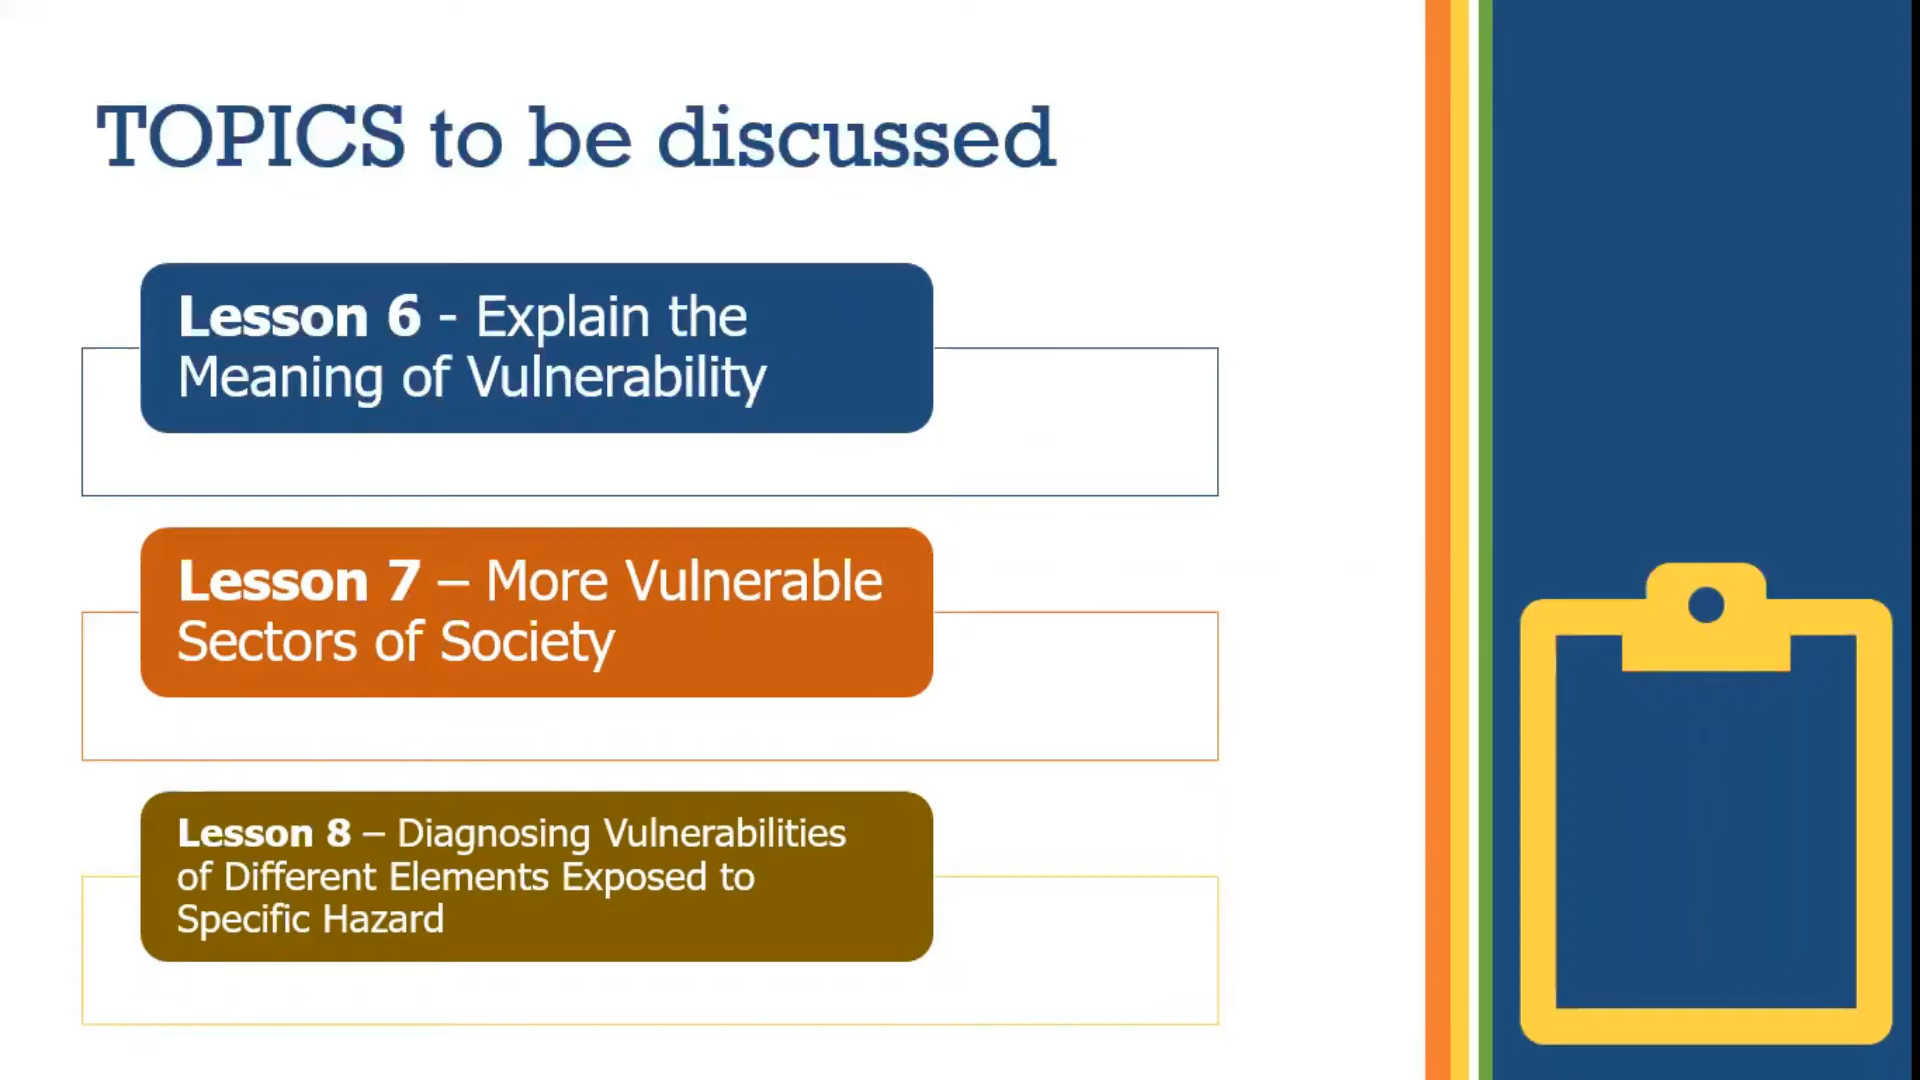 TOPICS to be discussed
Lesson 6 - Explain the
Meaning of Vulnerability
Lesson 7 – More Vulnerable
Sectors of Society
Lesson 8 – Diagnosing Vulnerabilities
of Different Elements Exposed to
Specific Hazard